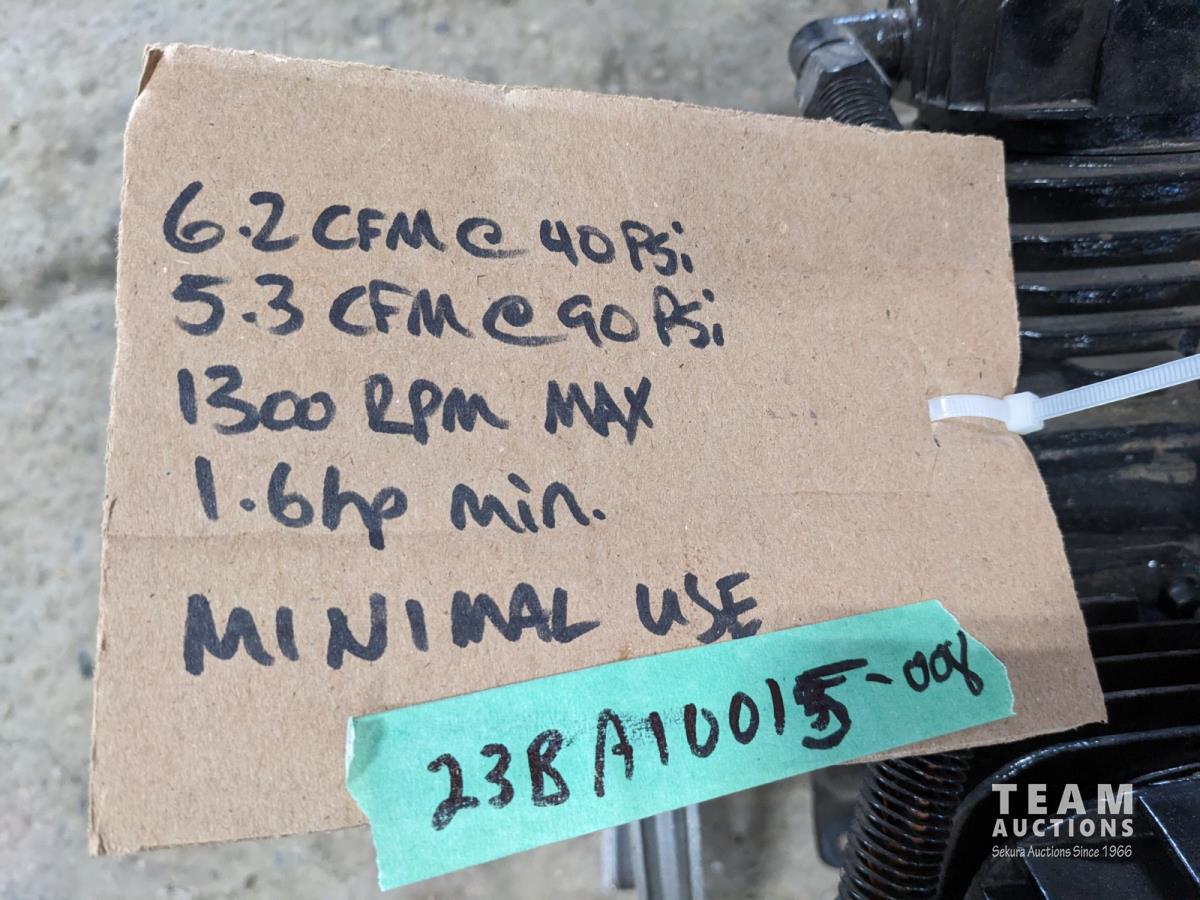 6.2 CFM @ 40 PSi
5.3 CFM @ 90 PSi
1300 RPM MAX
1.6hp min.
MINIMAL USE
23BA10015-008
TEAM
AUCTIONS
Sekura Auctions Since 1966